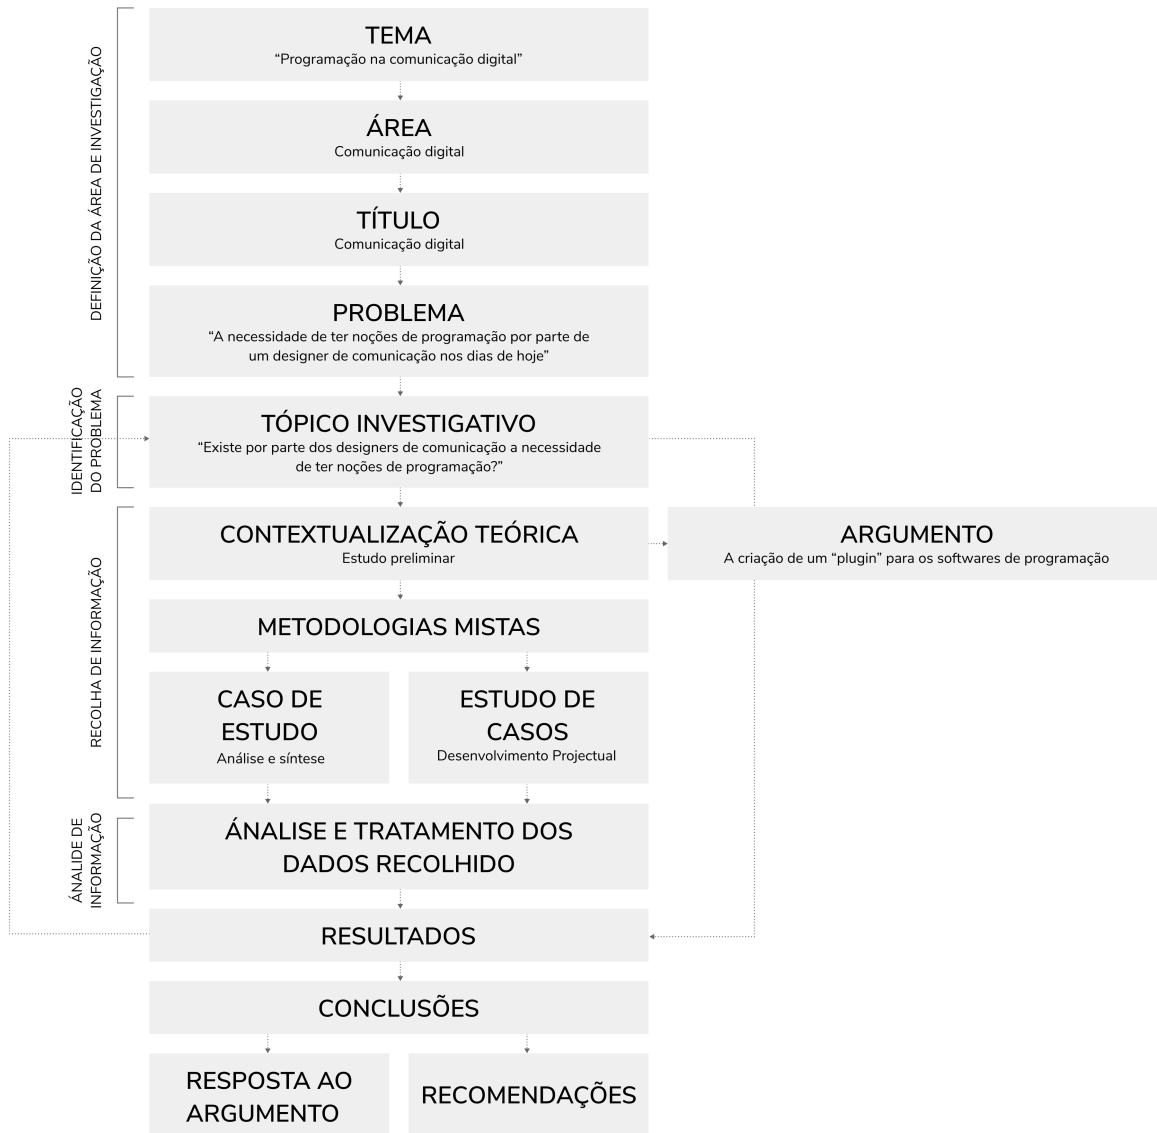 DEFINIÇÃO DA ÁREA DE INVESTIGAÇÃO
TEMA
“Programação na comunicação digital”
ÁREA
Comunicação digital
TÍTULO
Comunicação digital
PROBLEMA
“A necessidade de ter noções de programação por parte de
um designer de comunicação nos dias de hoje”
IDENTIFICAÇÃO
DO PROBLEMA
TÓPICO INVESTIGATIVO
“Existe por parte dos designers de comunicação a necessidade
de ter noções de programação?”
RECOLHA DE INFORMAÇÃO
CONTEXTUALIZAÇÃO TEÓRICA
Estudo preliminar
ARGUMENTO
A criação de um “plugin” para os softwares de programação
METODOLOGIAS MISTAS
CASO DE
ESTUDO
Análise e síntese
ESTUDO DE
CASOS
Desenvolvimento Projectual
ÁNALIDE DE
INFORMAÇÃO
ÁNALISE E TRATAMENTO DOS
DADOS RECOLHIDO
RESULTADOS
CONCLUSÕES
RESPOSTA AO
ARGUMENTO
RECOMENDAÇÕES